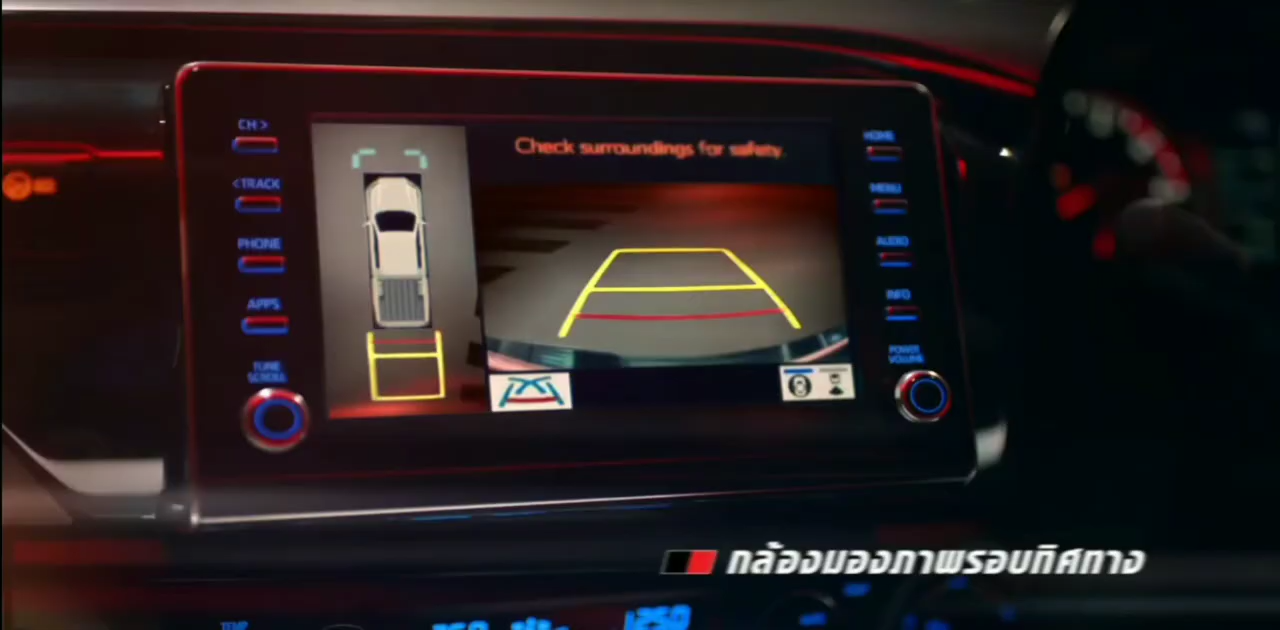 CH >
< TRACK
PHONE
APPS
TUNE
SCROLL
Check surroundings for safety.
HOME
MENU
AUDIO
INFO
POWER
VOLUME
กล้องมองภาพรอบทิศทาง
TEMP